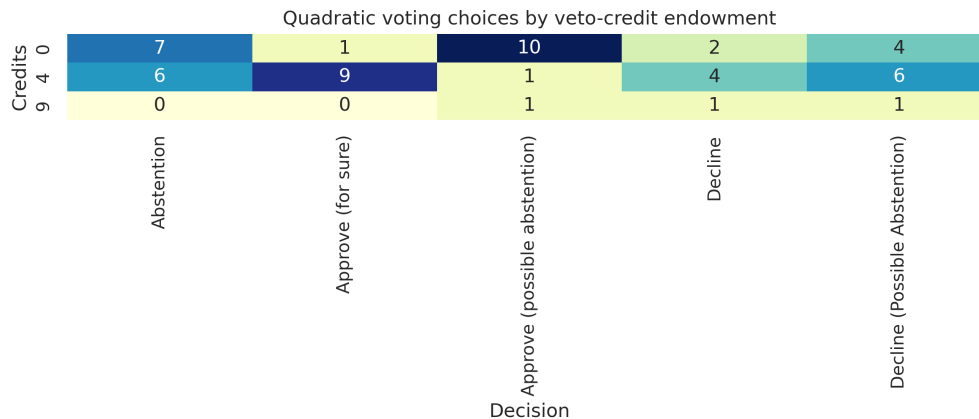 Quadratic voting choices by veto-credit endowment
Credits
0 7 1 10 2 4
4 6 9 1 4 6
9 0 0 1 1 1
Abstention
Approve (for sure)
Approve (possible abstention)
Decline
Decline (Possible Abstention)
Decision